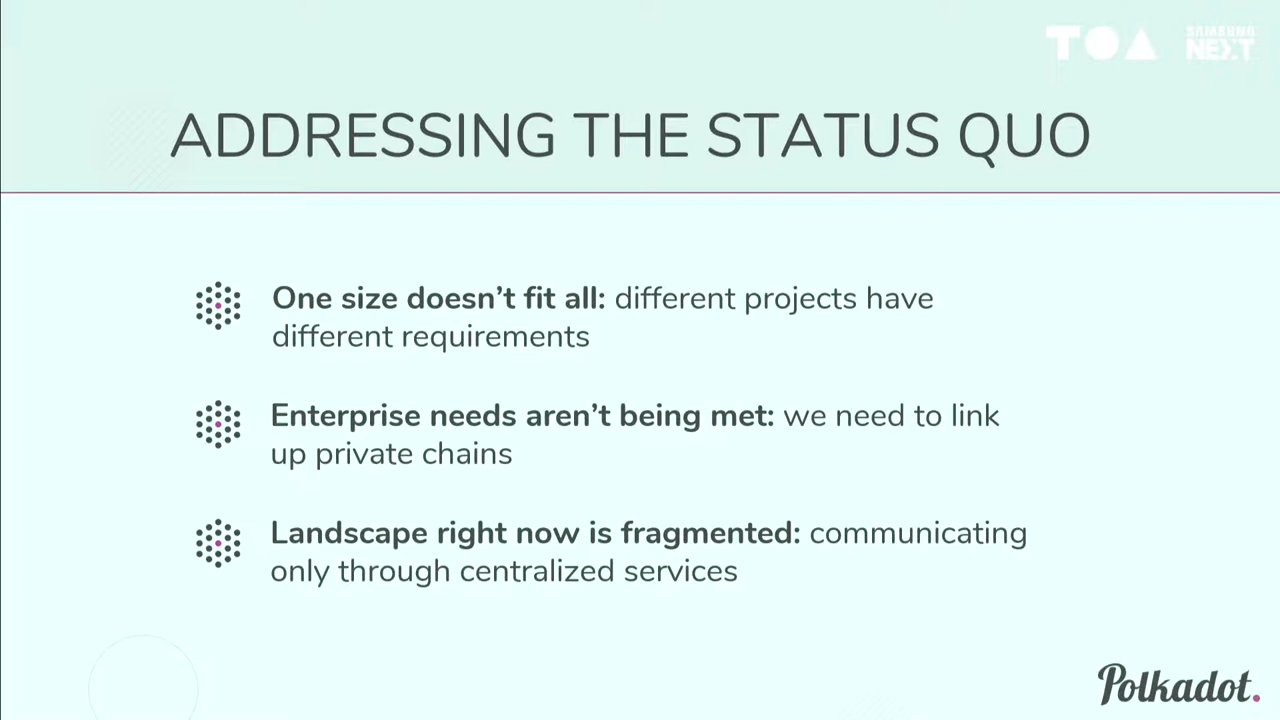 TOA
SAMSUNG
NEXT
ADDRESSING THE STATUS QUO
One size doesn’t fit all: different projects have
different requirements
Enterprise needs aren’t being met: we need to link
up private chains
Landscape right now is fragmented: communicating
only through centralized services
Polkadot.